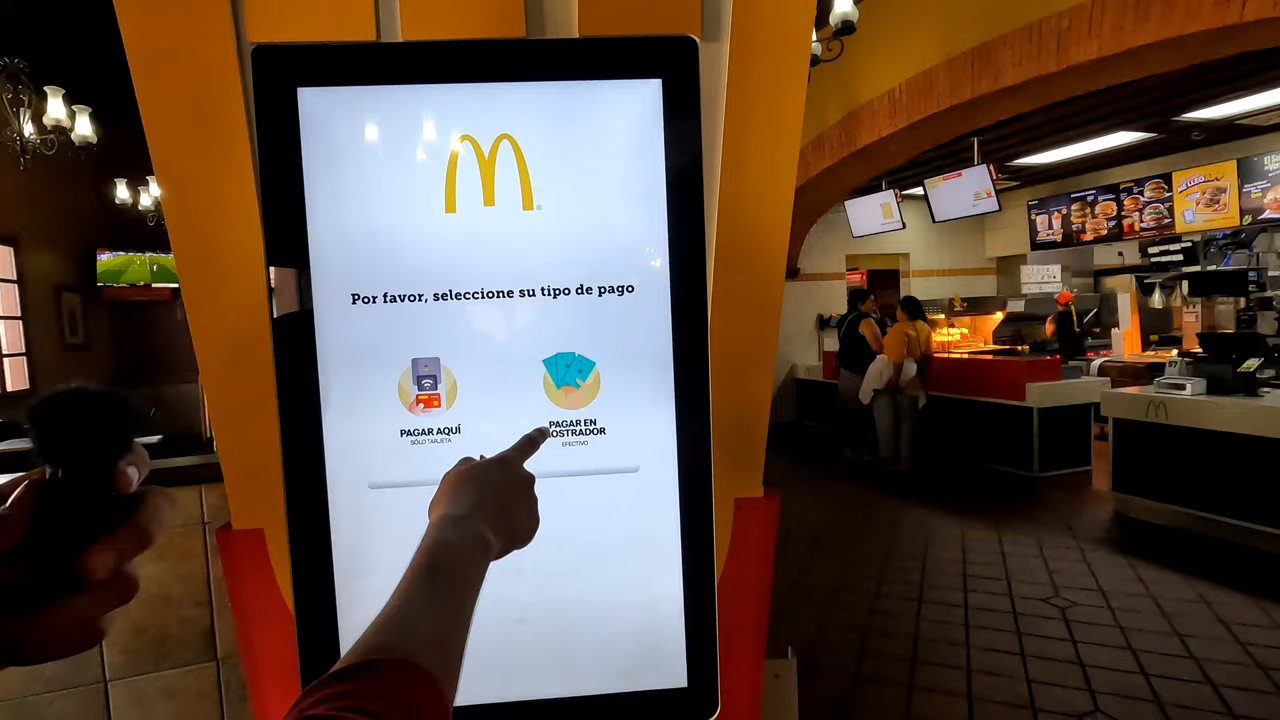 Por favor, seleccione su tipo de pago
PAGAR AQUÍ
SÓLO TARJETA
PAGAR EN
MOSTRADOR
EFECTIVO